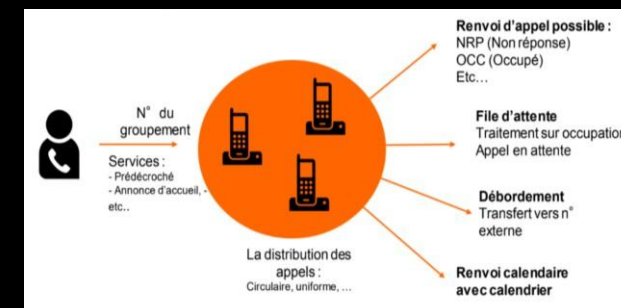 N° du
groupement
Services :
- Prédécroché
- Annonce d'accueil, -
etc..
La distribution des
appels :
Circulaire, uniforme, ...
Renvoi d'appel possible :
NRP (Non réponse)
OCC (Occupé)
Etc...
File d'attente
Traitement sur occupation
Appel en attente
Débordement
Transfert vers n°
externe
Renvoi calendaire
avec calendrier